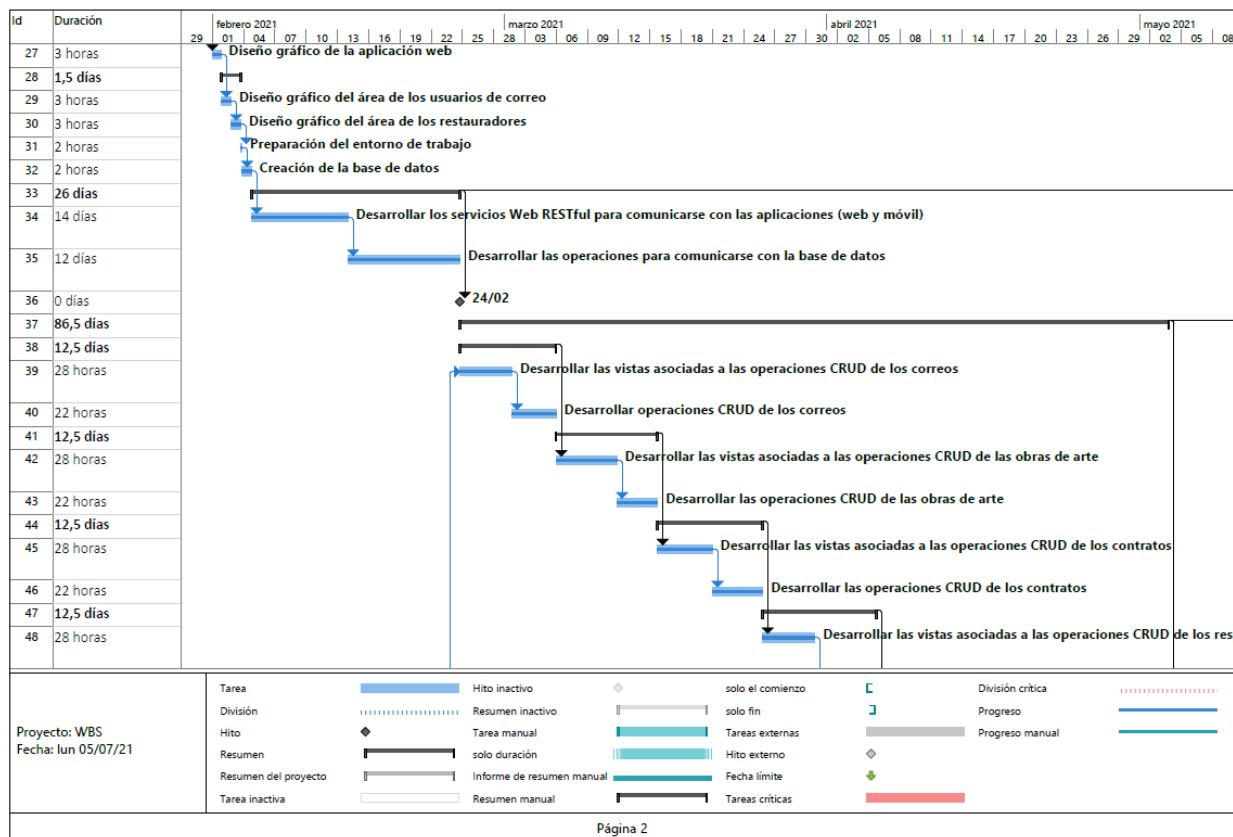 Id Duración febrero 2021 marzo 2021 abril 2021 mayo 2021
29 01 04 07 10 13 16 19 22 25 28 03 06 09 12 15 18 21 24 27 30 02 05 08 11 14 17 20 23 26 29 02 05 08
27 3 horas Diseño gráfico de la aplicación web
28 1,5 días
29 3 horas Diseño gráfico del área de los usuarios de correo
30 3 horas Diseño gráfico del área de los restauradores
31 2 horas Preparación del entorno de trabajo
32 2 horas Creación de la base de datos
33 26 días
34 14 días Desarrollar los servicios Web RESTful para comunicarse con las aplicaciones (web y móvil)
35 12 días Desarrollar las operaciones para comunicarse con la base de datos
36 0 días 24/02
37 86,5 días
38 12,5 días
39 28 horas Desarrollar las vistas asociadas a las operaciones CRUD de los correos
40 22 horas Desarrollar operaciones CRUD de los correos
41 12,5 días
42 28 horas Desarrollar las vistas asociadas a las operaciones CRUD de las obras de arte
43 22 horas Desarrollar las operaciones CRUD de las obras de arte
44 12,5 días
45 28 horas Desarrollar las vistas asociadas a las operaciones CRUD de los contratos
46 22 horas Desarrollar las operaciones CRUD de los contratos
47 12,5 días
48 28 horas Desarrollar las vistas asociadas a las operaciones CRUD de los res
Proyecto: WBS
Fecha: lun 05/07/21
Tarea
División
Hito
Resumen
Resumen del proyecto
Tarea inactiva
Hito inactivo
Resumen inactivo
Tarea manual
solo duración
Informe de resumen manual
Resumen manual
solo el comienzo
solo fin
Tareas externas
Hito externo
Fecha límite
Tareas críticas
División crítica
Progreso
Progreso manual
Página 2